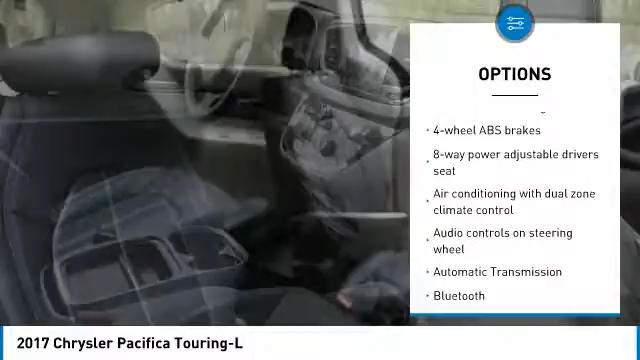 OPTIONS
4-wheel ABS brakes
8-way power adjustable drivers
seat
Air conditioning with dual zone
climate control
Audio controls on steering
wheel
Automatic Transmission
Bluetooth
2017 Chrysler Pacifica Touring-L